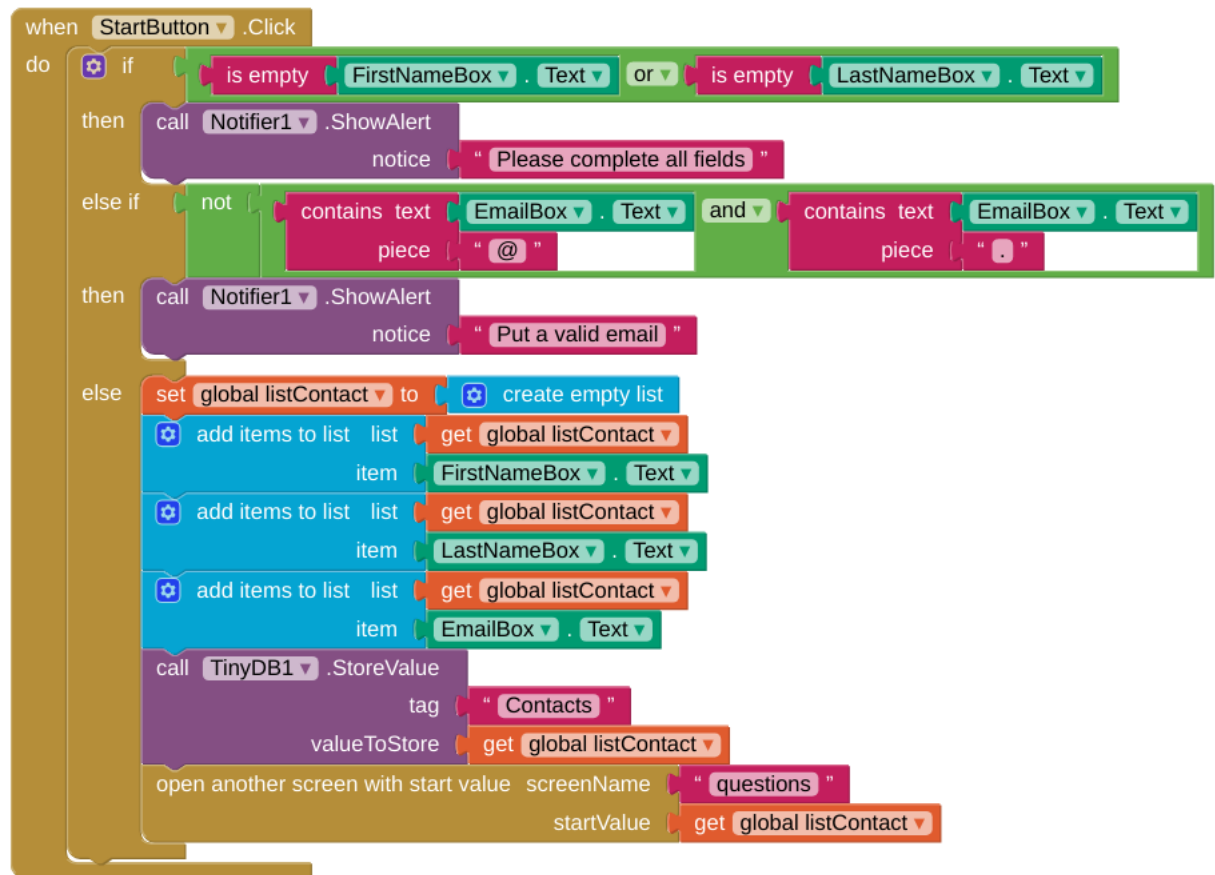 when StartButton .Click
do if is empty FirstNameBox . Text or is empty LastNameBox . Text
then call Notifier1 .ShowAlert
notice " Please complete all fields "
else if not contains text EmailBox . Text and contains text EmailBox . Text
piece " @ " piece " . "
then call Notifier1 .ShowAlert
notice " Put a valid email "
else set global listContact to create empty list
add items to list list get global listContact
item FirstNameBox . Text
add items to list list get global listContact
item LastNameBox . Text
add items to list list get global listContact
item EmailBox . Text
call TinyDB1 .StoreValue
tag " Contacts "
valueToStore get global listContact
open another screen with start value screenName " questions "
startValue get global listContact